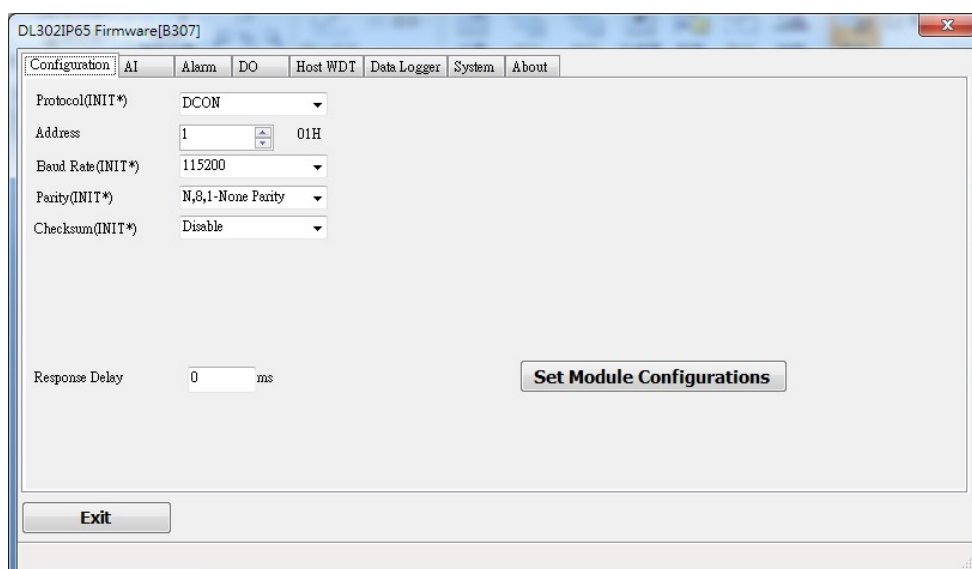 DL302IP65 Firmware[B307]
Configuration AI Alarm DO Host WDT Data Logger System About
Protocol(INIT*) DCON
Address 1 01H
Baud Rate(INIT*) 115200
Parity(INIT*) N,8,1-None Parity
Checksum(INIT*) Disable
Response Delay 0 ms Set Module Configurations
Exit